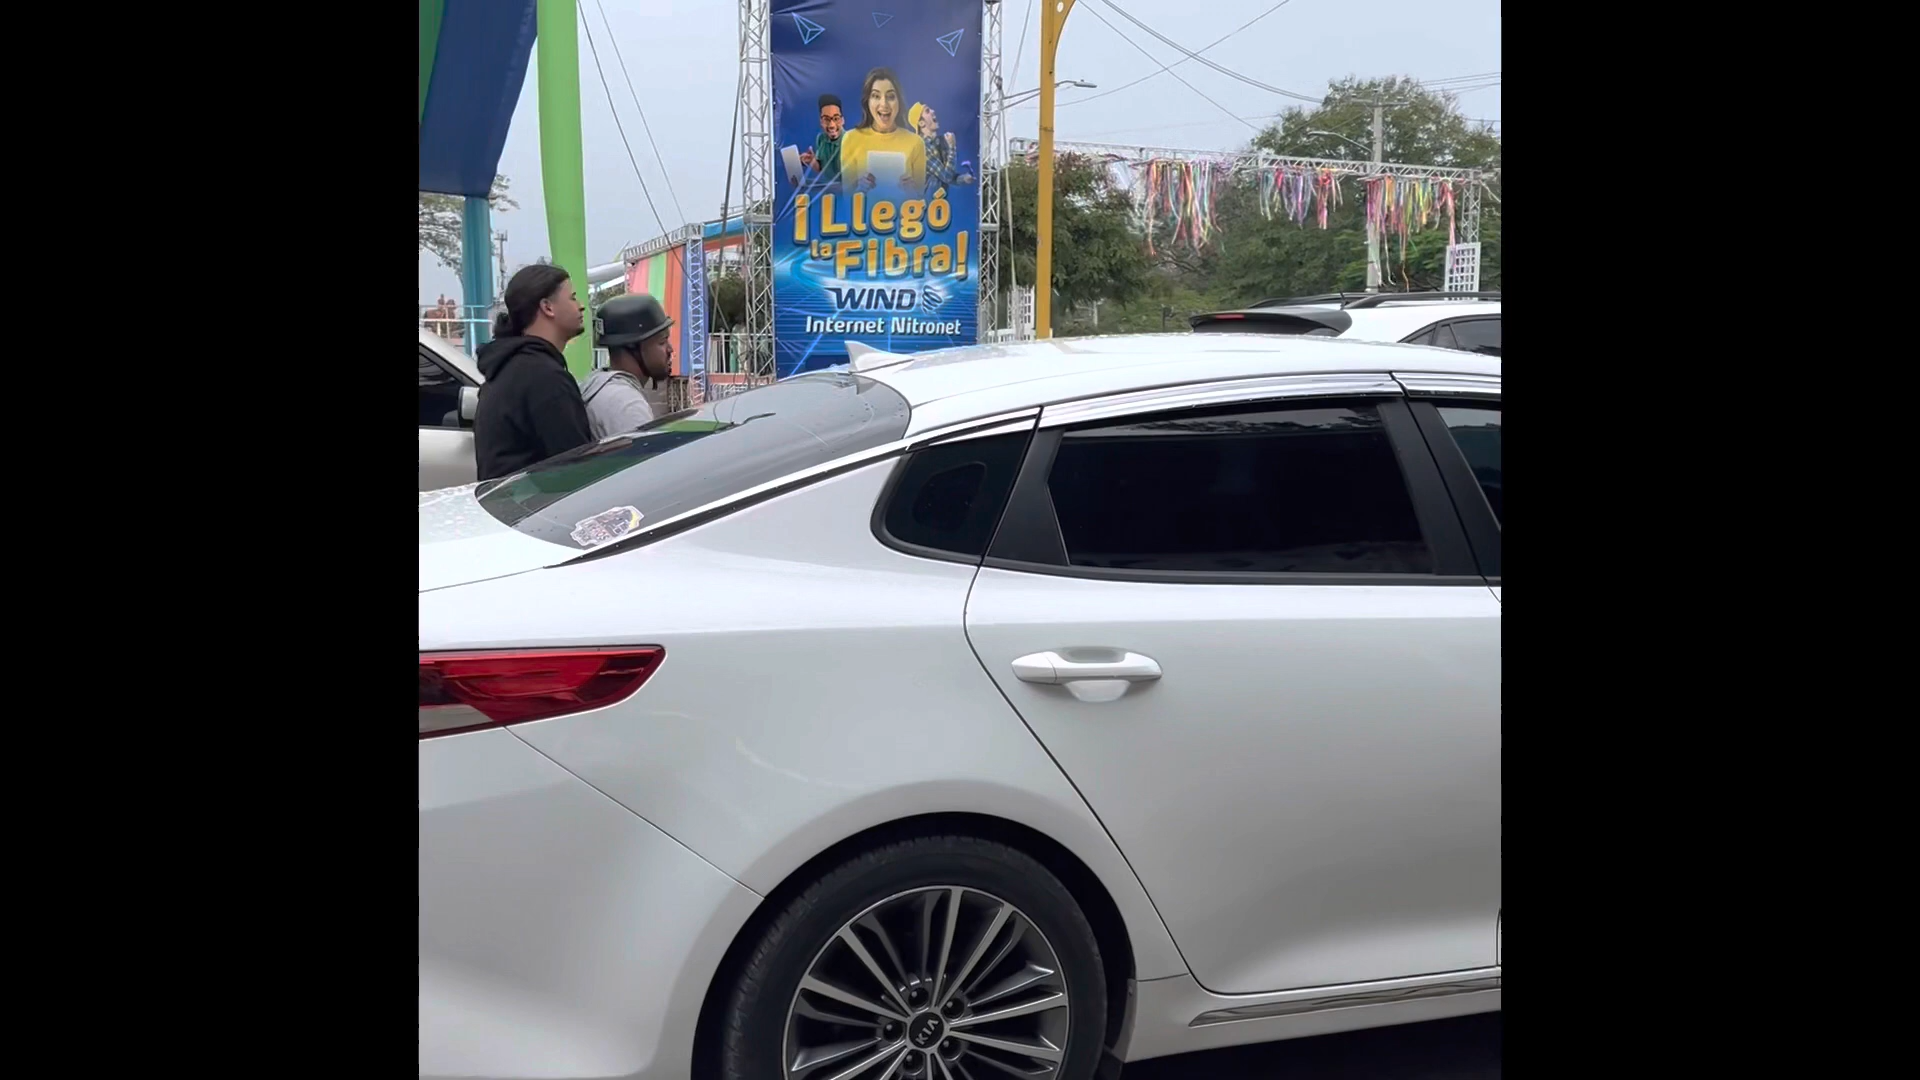 ¡Llegó
la Fibra!
WIND
Internet Nitronet
KIA